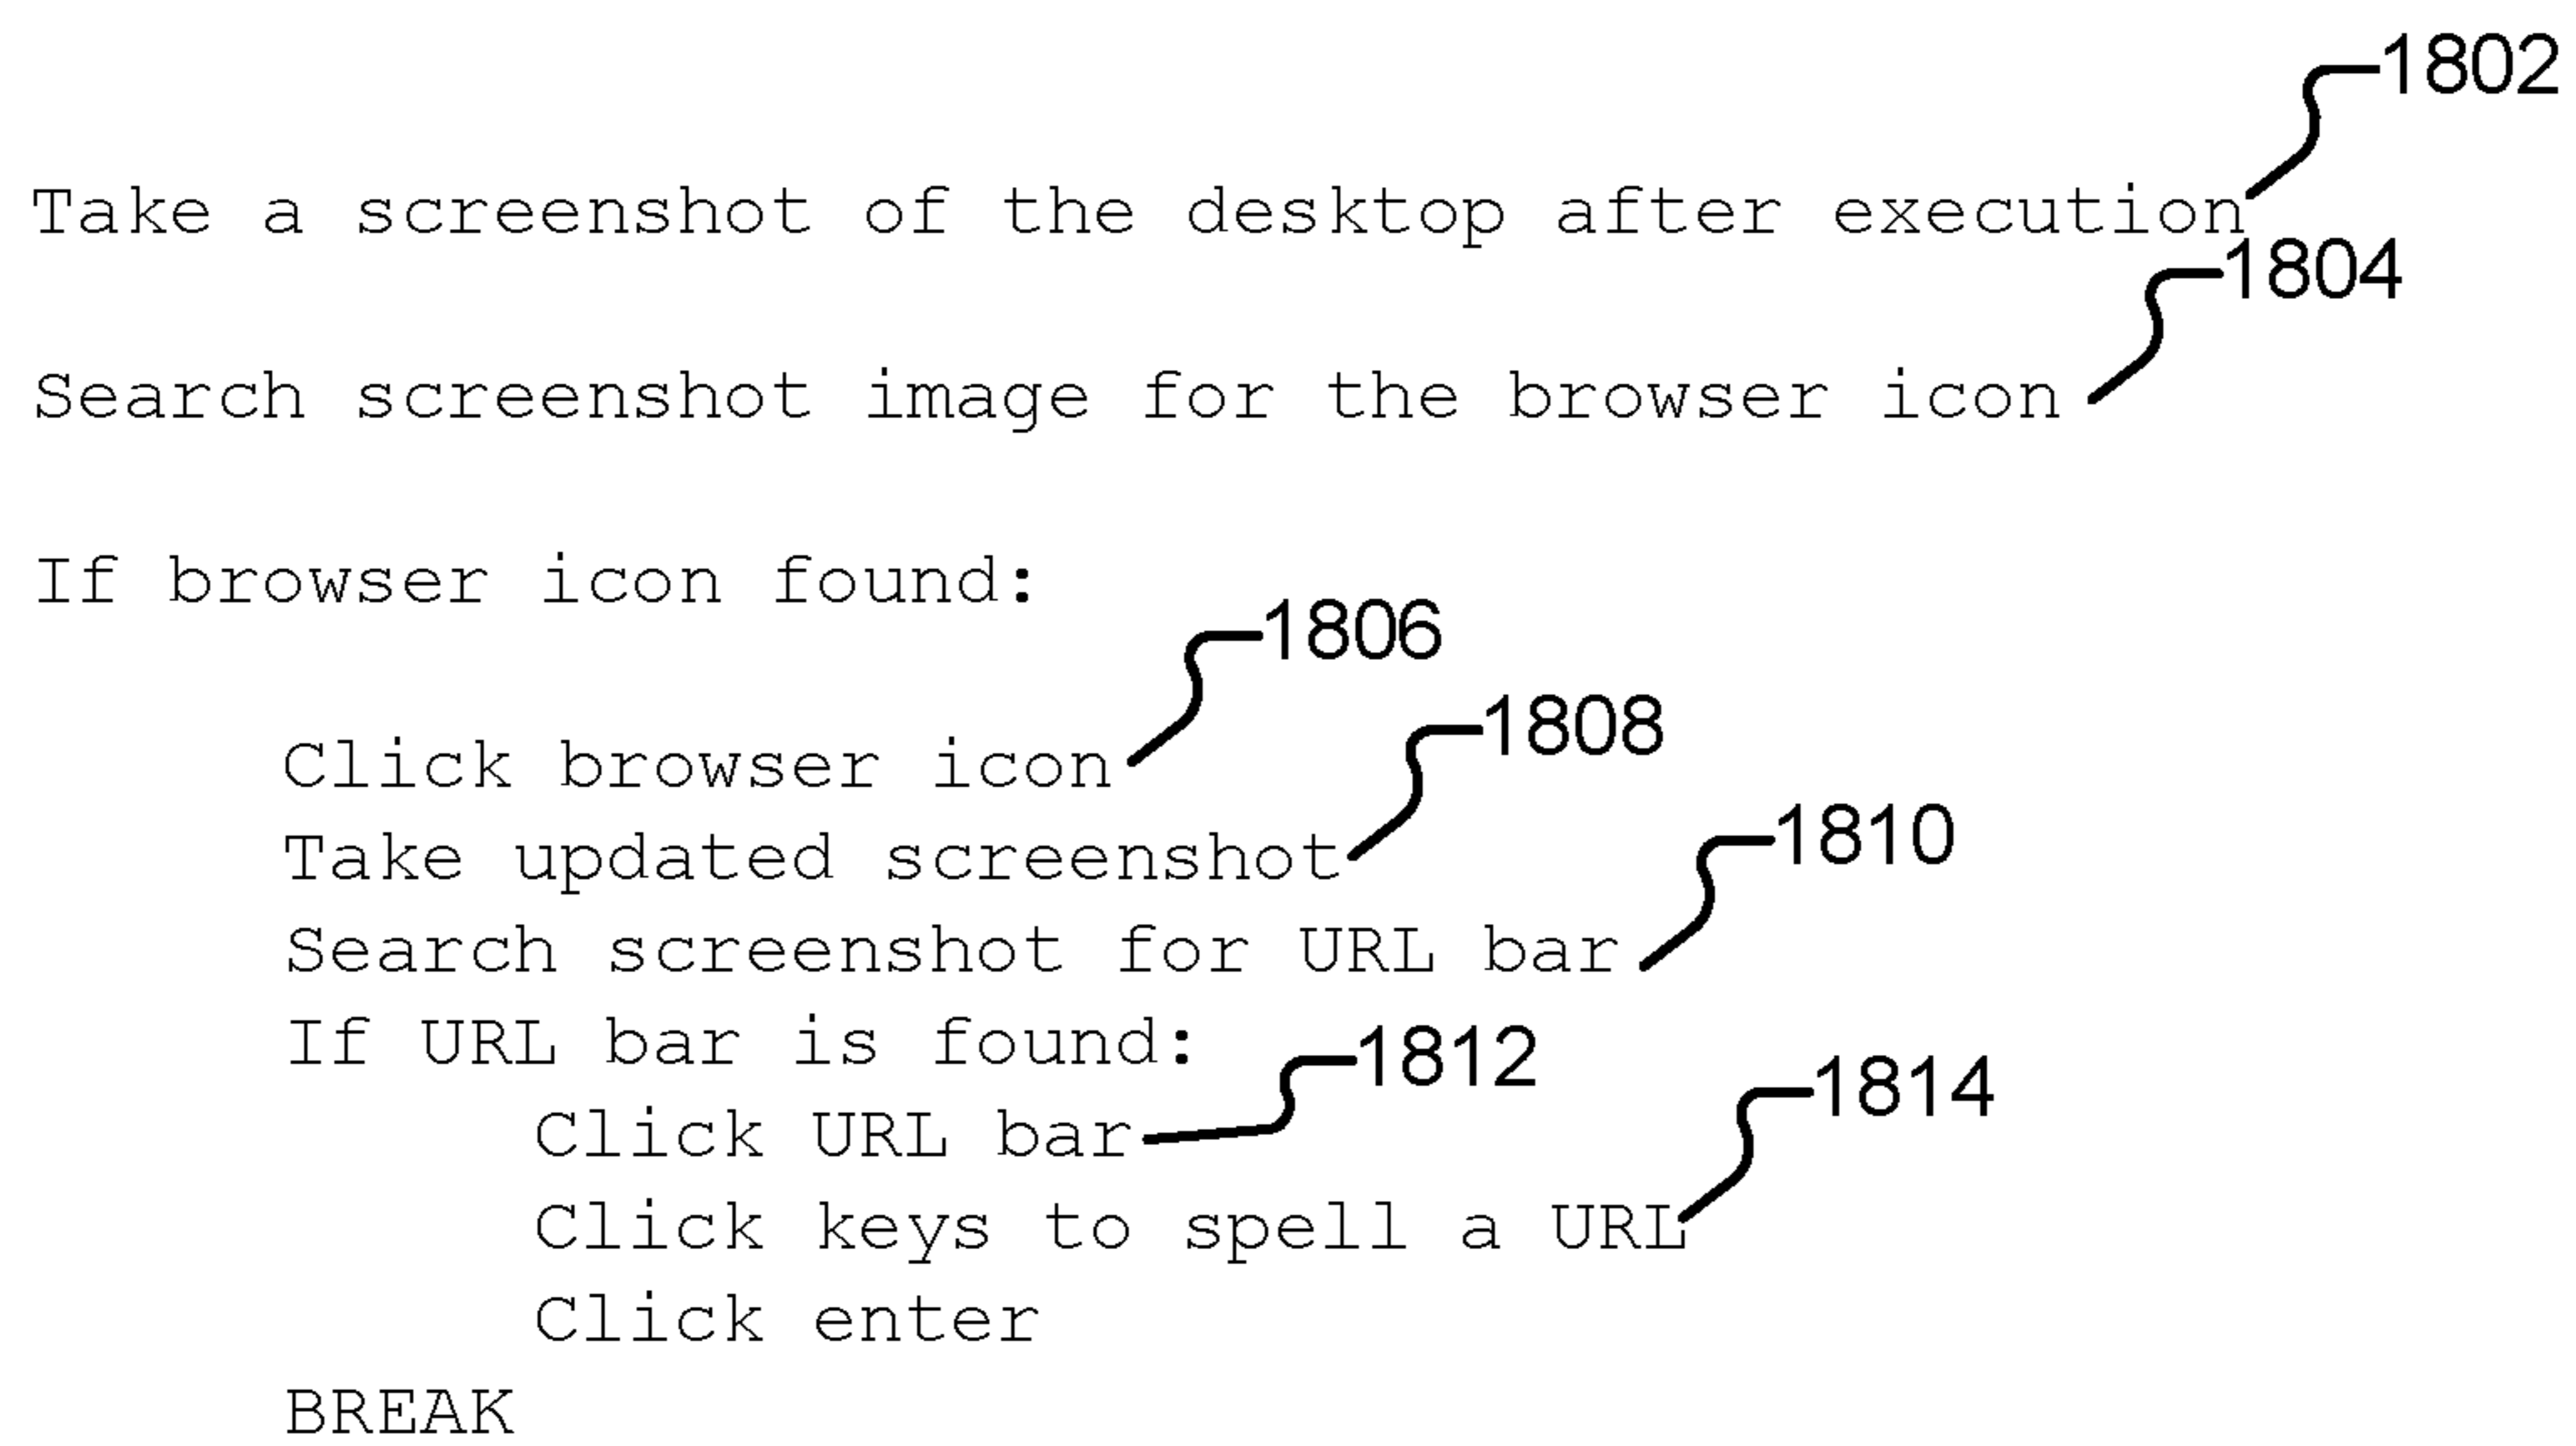 1802
Take a screenshot of the desktop after execution
1804
Search screenshot image for the browser icon
If browser icon found:
1806
Click browser icon
1808
Take updated screenshot
1810
Search screenshot for URL bar
If URL bar is found:
1812
Click URL bar
1814
Click keys to spell a URL
Click enter
BREAK